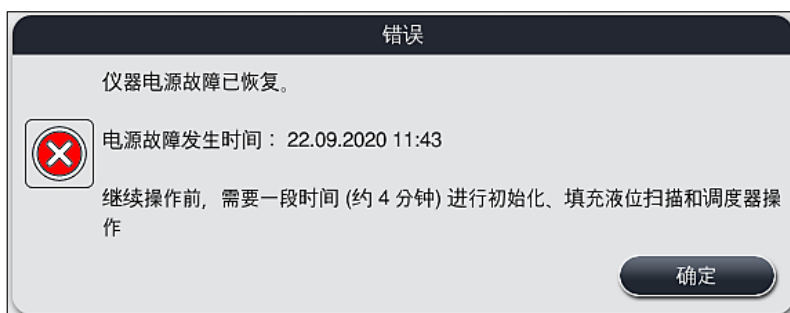 错误
仪器电源故障已恢复。
电源故障发生时间：22.09.2020 11:43
继续操作前，需要一段时间 (约 4 分钟) 进行初始化、填充液位扫描和调度器操
作
确定